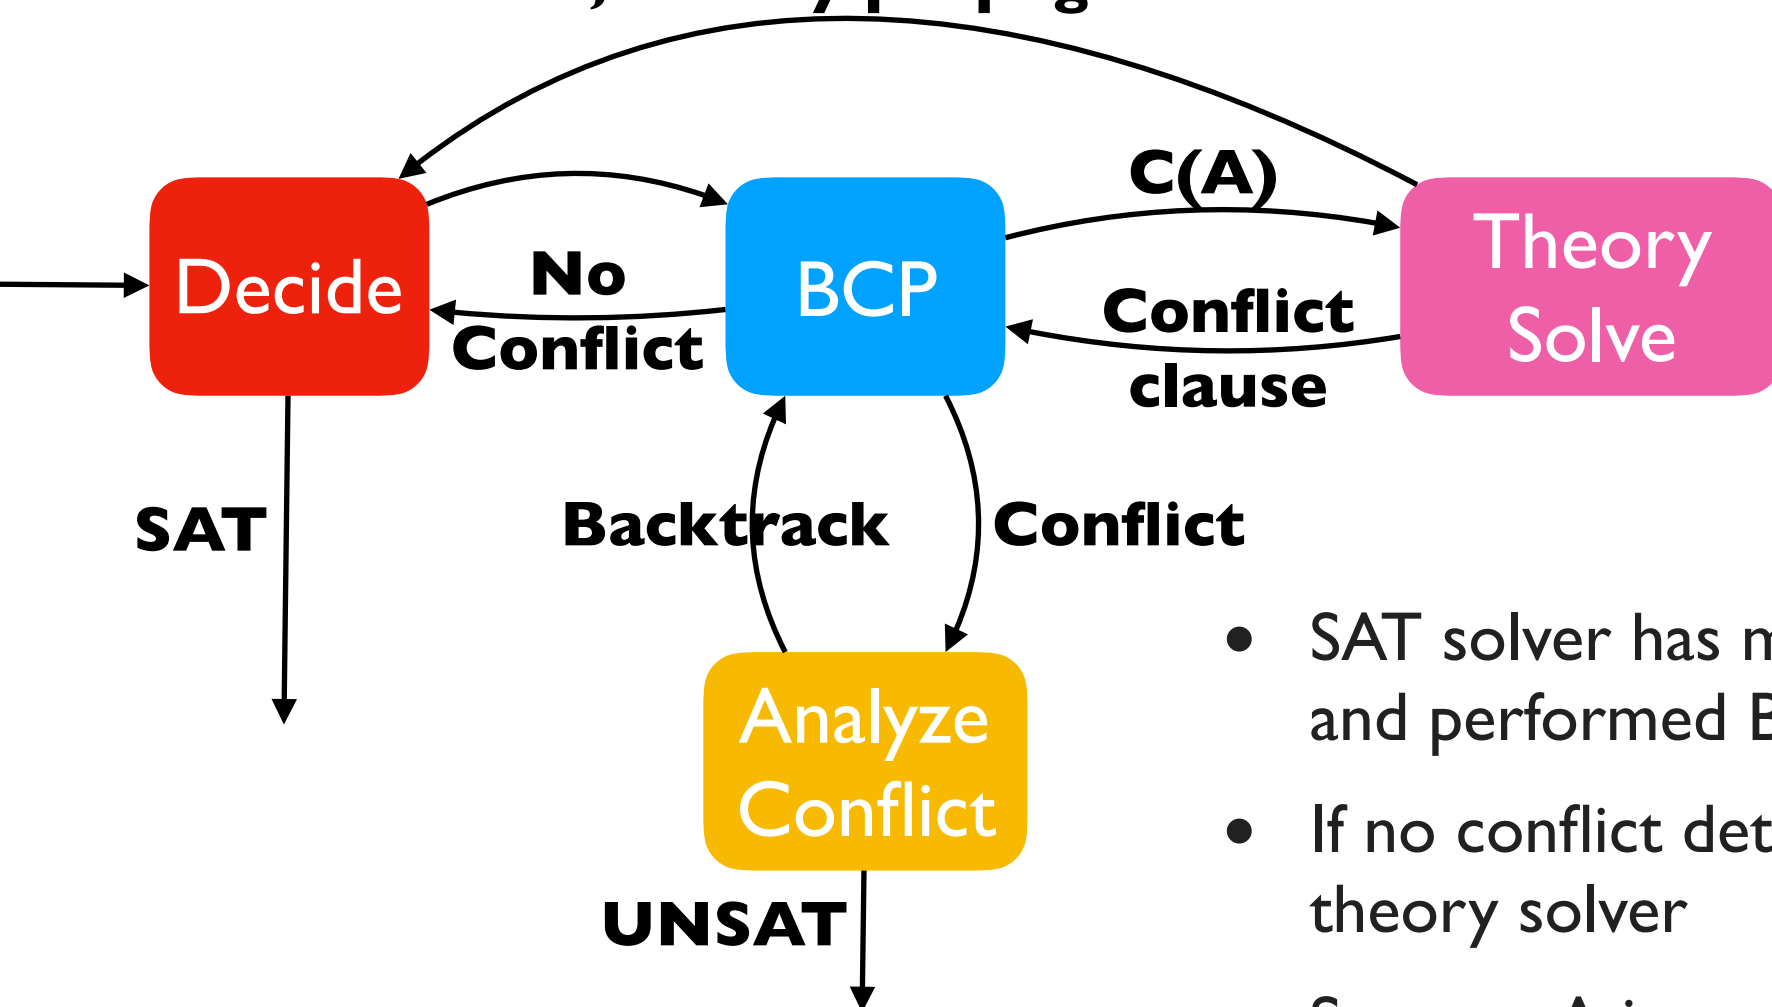 C(A)
Decide
No
Conflict
BCP
Conflict
clause
Theory
Solve
SAT
Backtrack
Conflict
Analyze
Conflict
UNSAT
• SAT solver has
and performed
• If no conflict
theory solver